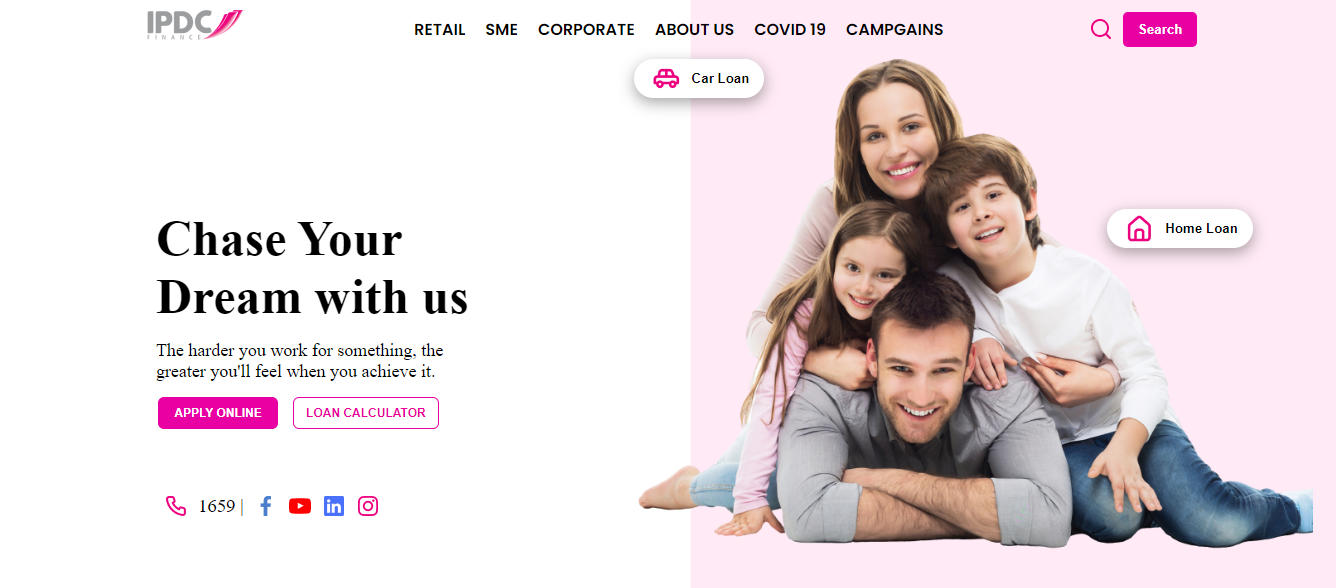 IPDC
FINANCE
RETAIL SME CORPORATE ABOUT US COVID 19 CAMPGAINS
Search
Car Loan
Home Loan
Chase Your
Dream with us
The harder you work for something, the
greater you'll feel when you achieve it.
APPLY ONLINE LOAN CALCULATOR
1659 |